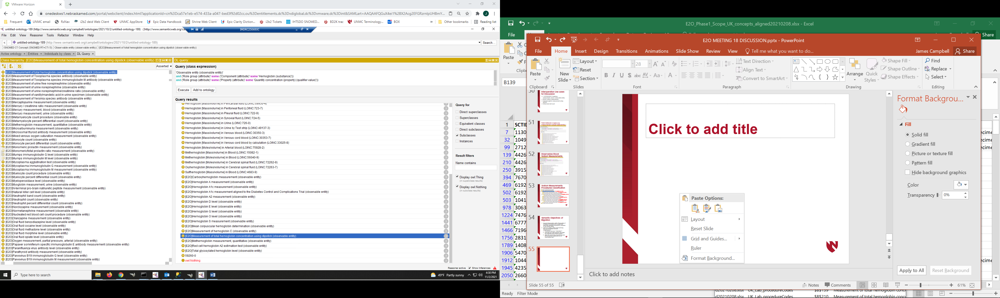 VMware Horizon
onedeskws1.nebraskamed.com/portal/webclient/index.html?applicationId=cn%3Dca57e1eb-e574-433a-a047-bed3f92d02cc,ou%3Dentitlements,dc%3Dvdiglobal,dc%3Dvmware,dc%3Dint&SAMLart=AAQAAFQGuX4ei1%2BX2Acg2EFGRzrnIpUHBmY...
Frequent UNMC email RxNav i2b2 deid Web Client UNMC AppStore Epic Data Handbook Shrine Web Client Epic Clarity Diction... i2b2 Tickets IHTSDO SNOMED... BD2K trac UNMC Terminology... BOX » Other bookmarks Reading list
untitled-ontology-189 (http://www.semanticweb.org/campbell/ontologies/2021/10/2/untitled-ontology-189) : [http://www.semanticweb.org/ca
IMDRC25069JC
File Edit View Reasoner Tools Refactor Window Help
untitled-ontology-189 (http://www.semanticweb.org/campbell/ontologies/2021/10/2/untitled-ontology-189)
Search...
SNOMED CT Concept (SNOMED RT+CTV3) Observable entity (observable entity) [E2O]Measurement of total hemoglobin concentration using dipstick (observable entity)
Active ontology × Entities × Individuals by class × DL Query ×
Class hierarchy: [E2O]Measurement of total hemoglobin concentration using dipstick (observable entity)
Asserted
[E2O]Measurement of total hemoglobin concentration using dipstick (observable entity)
[E2O]Measurement of Toxoplasma species antibody (observable entity)
[E2O]Measurement of Toxoplasma species immunoglobulin M antibody (observable entity)
[E2O]Measurement of urine free norepinephrine (observable entity)
[E2O]Measurement of urine norepinephrine (observable entity)
[E2O]Measurement of urine norepinephrine/creatinine ratio (observable entity)
[E2O]Measurement of vanillylmandelic acid in urine specimen (observable entity)
[E2O]Measurement of Yersinia species antibody (observable entity)
[E2O]Mercaptopurine measurement (observable entity)
[E2O]Mercury / creatinine ratio measurement (observable entity)
[E2O]Mercury measurement, blood (observable entity)
[E2O]Mercury measurement, urine (observable entity)
[E2O]Metamyelocyte count procedure (observable entity)
[E2O]Metamyelocyte percent differential count (observable entity)
[E2O]Methemoglobin measurement, quantitative (observable entity)
[E2O]Microalbuminuria measurement (observable entity)
[E2O]Microsomal thyroid antibody measurement (observable entity)
[E2O]Mixed venous oxygen saturation measurement (observable entity)
[E2O]Monocyte count (observable entity)
[E2O]Monocyte percent differential count (observable entity)
[E2O]Monomeric prolactin measurement (observable entity)
[E2O]Monomeric/total prolactin ratio measurement (observable entity)
[E2O]Mumps immunoglobulin G level (observable entity)
[E2O]Mumps immunoglobulin M level (observable entity)
[E2O]Mycoplasma agglutination test (observable entity)
[E2O]Mycoplasma immunoglobulin G measurement (observable entity)
[E2O]Mycoplasma immunoglobulin M measurement (observable entity)
[E2O]Myelocyte count procedure (observable entity)
[E2O]Myelocyte percent differential count (observable entity)
[E2O]Myeloperoxidase level (observable entity)
[E2O]Myoglobin measurement, urine (observable entity)
[E2O]N-terminal pro-brain natriuretic peptide measurement (observable entity)
[E2O]Natural killer cell level (observable entity)
[E2O]Neutrophil band count (observable entity)
[E2O]Neutrophil count (observable entity)
[E2O]Neutrophil percent differential count (observable entity)
[E2O]Norclozapine measurement (observable entity)
[E2O]Normetanephrine measurement (observable entity)
[E2O]Nucleated red blood cell count procedure (observable entity)
[E2O]Olanzapine measurement (observable entity)
[E2O]Oral fluid benzodiazepine level (observable entity)
[E2O]Oral fluid cocaine level (observable entity)
[E2O]Oral fluid methadone level (observable entity)
[E2O]Oral fluid morphine level (observable entity)
[E2O]Oral fluid opiate level (observable entity)
[E2O]Oxygen measurement, partial pressure, arterial (observable entity)
[E2O]Papaver somniferum specific immunoglobulin E antibody measurement (observable entity)
[E2O]Parainfluenza virus antibody level (observable entity)
[E2O]Parathyroid antibody measurement (observable entity)
[E2O]Parvovirus B19 immunoglobulin G level (observable entity)
[E2O]Parvovirus B19 immunoglobulin M measurement (observable entity)
DL query:
Query (class expression)
'Observable entity (observable entity)'
and ('Role group (attribute)' some ('Component (attribute)' some 'Hemoglobin (substance)'))
and ('Role group (attribute)' some ('Property (attribute)' some 'Quantity concentration (property) (qualifier value)'))
Execute Add to ontology
Query results
Hemoglobin [Mass/volume] in Pericardial fluid (LOINC:69950-4)
Hemoglobin [Mass/volume] in Peritoneal fluid (LOINC:723-7)
Hemoglobin [Mass/volume] in Pleural fluid (LOINC:722-9)
Hemoglobin [Mass/volume] in Synovial fluid (LOINC:724-5)
Hemoglobin [Mass/volume] in Urine (LOINC:726-0)
Hemoglobin [Mass/volume] in Urine by Test strip (LOINC:49137-3)
Hemoglobin [Mass/volume] in Venous blood (LOINC:30350-3)
Hemoglobin [Mass/volume] in Venous cord blood (LOINC:30353-7)
Hemoglobin [Mass/volume] in Venous cord blood by calculation (LOINC:33025-8)
Hemoglobin [Moles/volume] in Arterial blood (LOINC:75928-2)
Methemoglobin [Mass/volume] in Blood (LOINC:15082-1)
Methemoglobin [Moles/volume] in Blood (LOINC:56040-9)
Methemoglobin [Moles/volume] in Cerebral spinal fluid (LOINC:72262-9)
Oxyhemoglobin [Moles/volume] in Cerebral spinal fluid (LOINC:72263-7)
Sulfhemoglobin [Mass/volume] in Blood (LOINC:4683-9)
[E2O]Carboxyhemoglobin measurement (observable entity)
[E2O]Hemoglobin A measurement (observable entity)
[E2O]Hemoglobin A1c measurement (observable entity)
[E2O]Hemoglobin A1c measurement aligned to the Diabetes Control and Complications Trial (observable entity)
[E2O]Hemoglobin A2 measurement (observable entity)
[E2O]Hemoglobin D level (observable entity)
[E2O]Hemoglobin E level (observable entity)
[E2O]Hemoglobin G level (observable entity)
[E2O]Hemoglobin O level (observable entity)
[E2O]Hemoglobin S measurement (observable entity)
[E2O]Mean corpuscular hemoglobin determination (observable entity)
[E2O]Measurement of hemoglobin C (observable entity)
[E2O]Measurement of total hemoglobin concentration using dipstick (observable entity)
[E2O]Methemoglobin measurement, quantitative (observable entity)
[E2O]Red cell hemoglobin A2 estimation test (observable entity)
[E2O]Total glycosylated hemoglobin level (observable entity)
59260-0
owl:Nothing
Query for
Direct superclasses
Superclasses
Equivalent classes
Direct subclasses
Subclasses
Instances
Result filters
Name contains
Display owl:Thing
(in superclass results)
Display owl:Nothing
(in subclass results)
Reasoner active Show Inferences
Type here to search
49°F Partly sunny
4:30 PM
11/2/2021
E2O_Phase1_Scope_UK_concepts_aligned20210208.xlsx - Excel
File
Share
Paste
Clipb
B139
1 SCTID
7 1130
32 1049
99 2712
139 4426
210 4426
250 3915
394 7670
469 6192
502 6192
503 1041
978 3063
1224 7476
1441 6777
1466 7196
1756 2831
1789 1408
1906 5470
1912 1044
1945 4235
2050 2660
ecime
ecime
ecime
ecime
ecime
Ready Filter Mode
E2O MEETING 18 DISCUSSION.pptx - PowerPoint
File Home Insert Design Transitions Animations Slide Show Review View Tell me what you want to do... James Campbell Share
Paste
Clipboard
New Slide
Layout
Reset
Section
Slides
28
B I U S abc AV Aa A
Font
Text Direction
Align Text
Convert to SmartArt
Paragraph
Arrange
Quick Styles
Shape Fill
Shape Outline
Shape Effects
Drawing
Find
Replace
Select
Editing
50
Interoperation Use cases for Discussion
51
52
Observables Blood Sodium Measurements
53
Sodium Measurements Procedures Classification
54
Semantic Objectives of Migration
55
Click to add title
Paste Options:
Layout
Reset Slide
Grid and Guides...
Ruler
Format Background...
Click to add notes
Format Backgrou...
Fill
Solid fill
Gradient fill
Picture or texture fill
Pattern fill
Hide background graphics
Color
Transparency 0%
Apply to All Reset Background
Slide 55 of 55
Notes Comments 61%
d20210208.xlsx UK_Lab_procedureCodes $B$139 Measurement of total hemoglobin conc
d20210208.xlsx UK_Lab_procedureCodes $B$210 Measurement of total hemoglobin conc